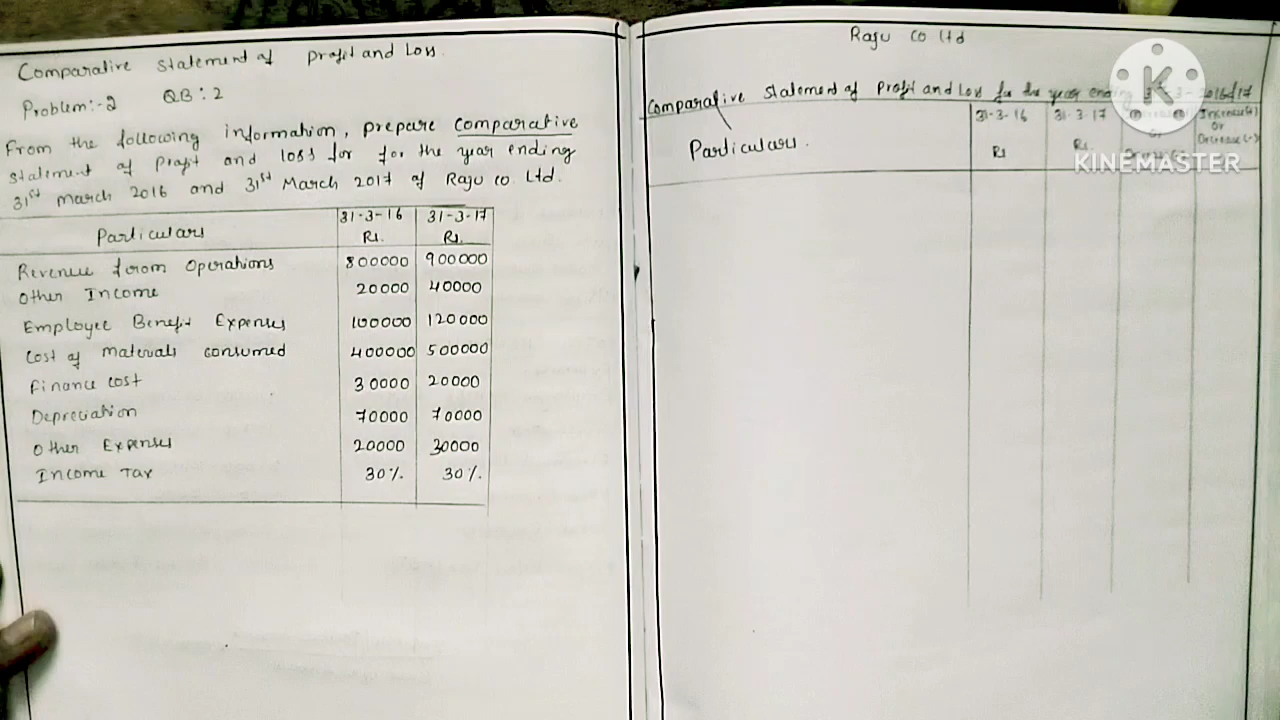 Comparative statement of profit and Loss.
Problem:-2 QB:2
From the following information, prepare Comparative
statement of profit and loss for for the year ending
31st march 2016 and 31st March 2017 of Raju co Ltd.
Particulars 31-3-16 31-3-17
Rs. Rs.
Revenue from Operations 800000 900000
Other Income 20000 40000
Employee Benefit Expenses 100000 120000
Cost of materials consumed 400000 500000
Finance cost 30000 20000
Depreciation 70000 70000
Other Expenses 20000 30000
Income Tax 30% 30%
Raju co Ltd
Comparative statement of Profit and Loss for the year ending 2016&17
Particulars. 31-3-16 31-3-17 Increase(+)
or
Rs Rs Decrease(-)
K
KINEMASTER